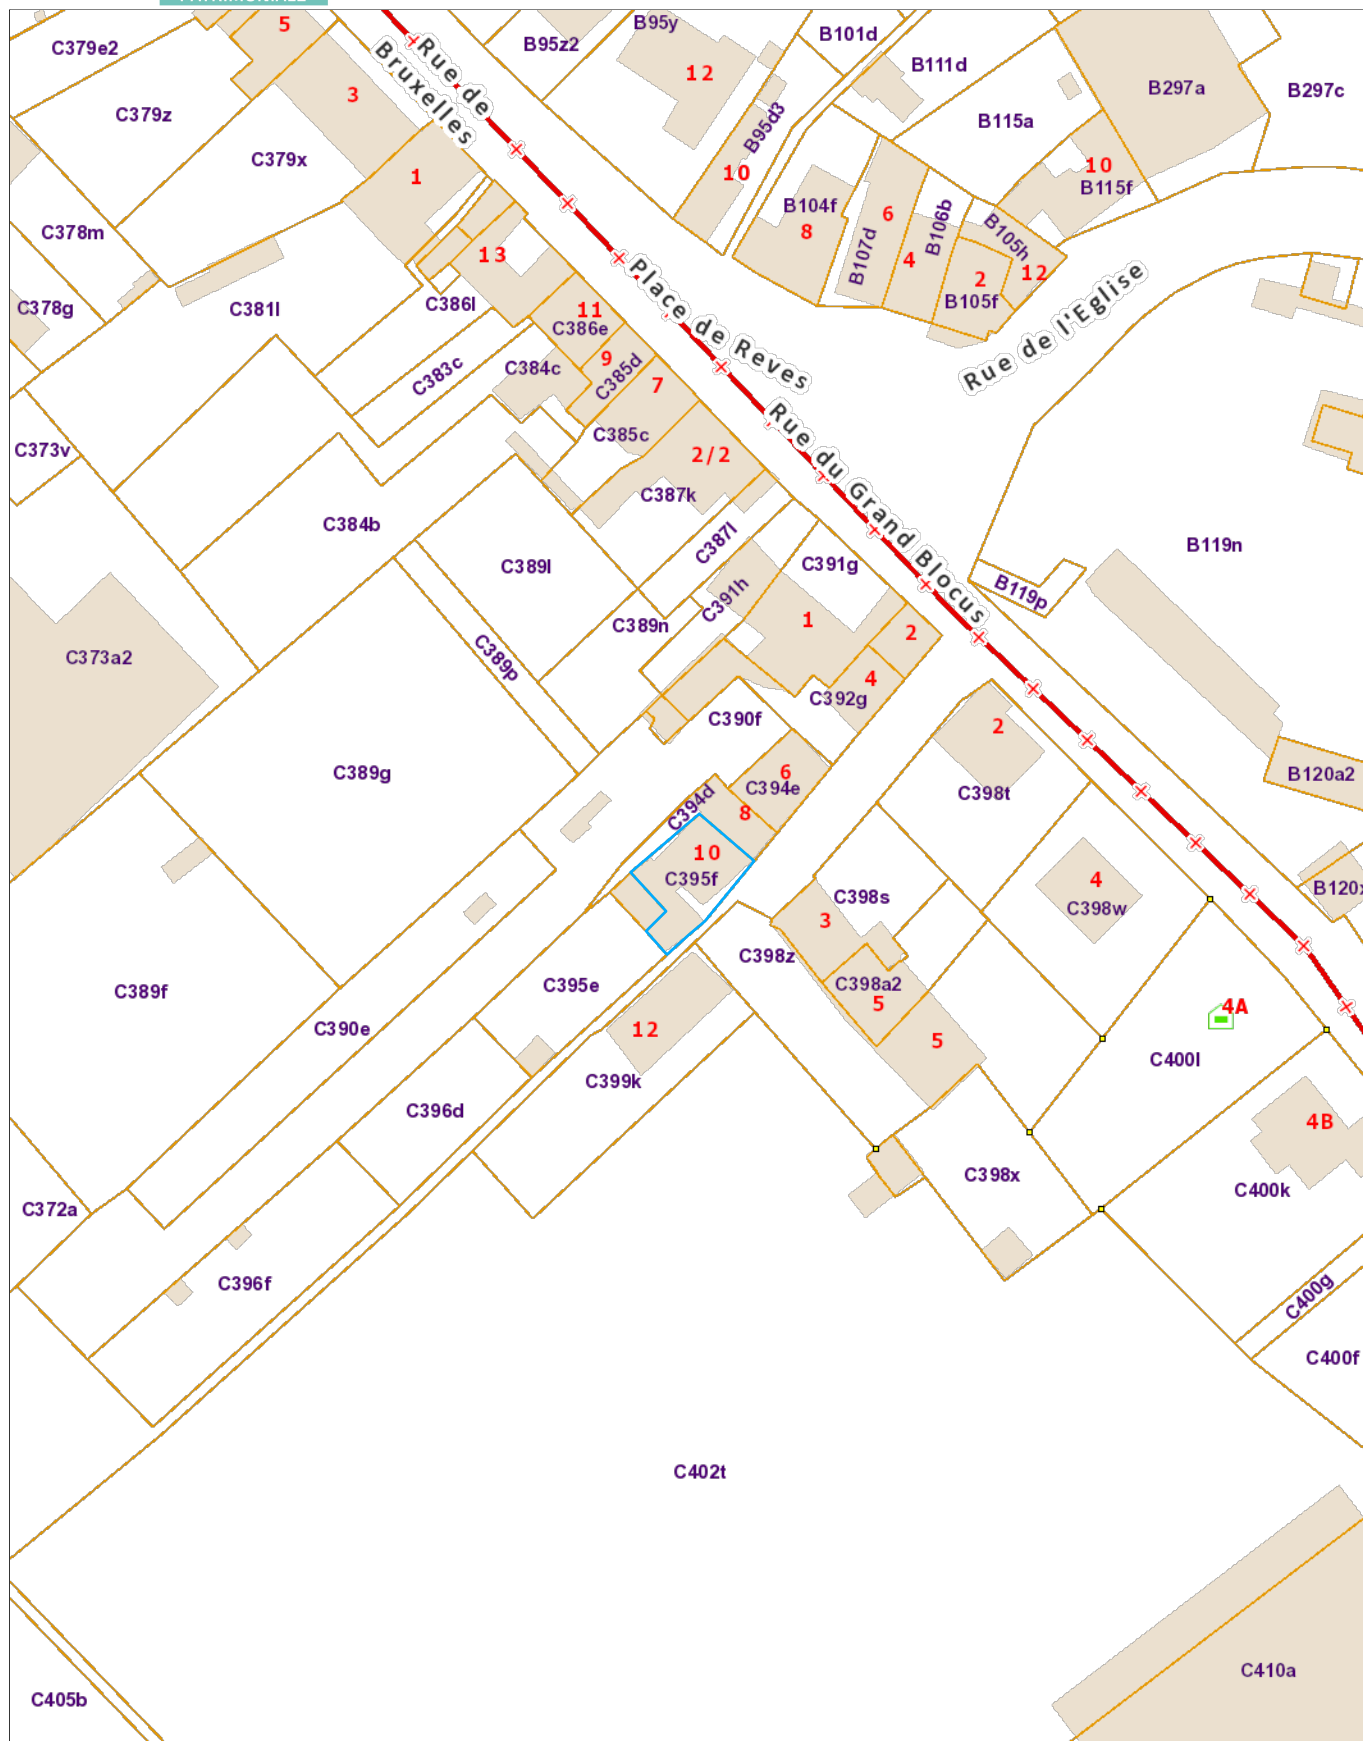 5
B95y
C379e2
B95z2
B101d
Rue de
Bruxelles
B111d
12
B297a
B297c
3
C379z
B115a
B95d3
C379x
10
10
1
B115f
B104f
6
B106b
C378m
8
B105h
13
B107d
4
12
2
B105f
C378g
C381l
C386l
11
C386e
Place de Reves
Rue de l'Eglise
9
C385d
C383c
C384c
7
C385c
Rue du Grand Blocus
C373v
2/2
C387k
C384b
C387l
B119n
C389l
C391g
C391h
B119p
C389n
1
2
C373a2
C389p
4
C392g
C390f
2
C389g
6
C394e
B120a2
C394d
8
C398t
10
C395f
4
C398w
C398s
3
C398z
C395e
C398a2
5
C389f
4A
C390e
12
5
C399k
C400l
C396d
4B
C398x
C400k
C372a
C396f
C400g
C400f
C402t
C410a
C405b